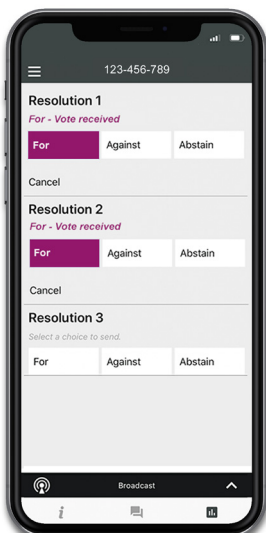 123-456-789
Resolution 1
For - Vote received
For Against Abstain
Cancel
Resolution 2
For - Vote received
For Against Abstain
Cancel
Resolution 3
Select a choice to send.
For Against Abstain
Broadcast
i